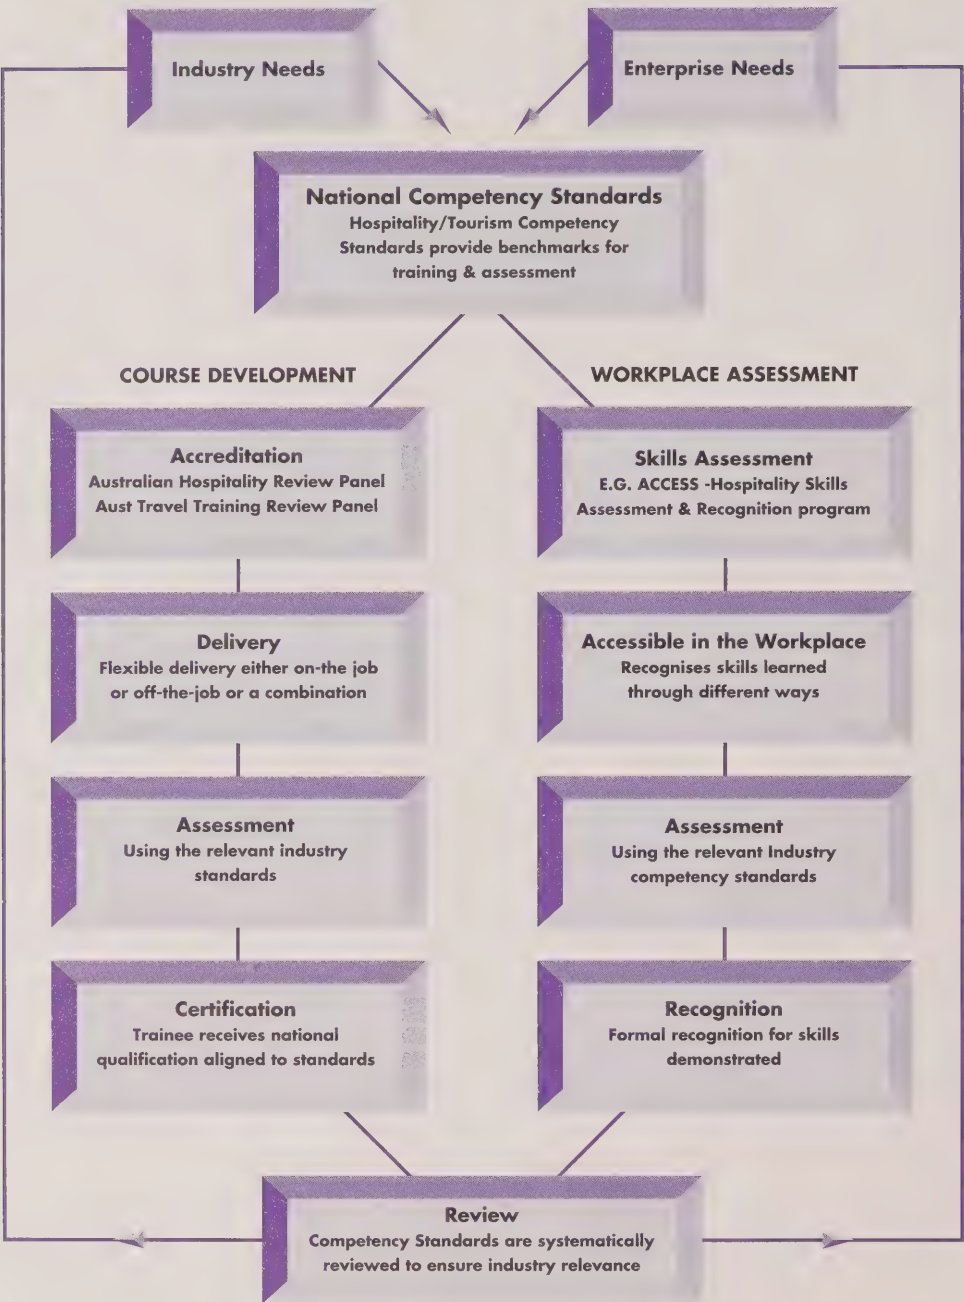 Industry Needs
Enterprise Needs
National Competency Standards
Hospitality/Tourism Competency
Standards provide benchmarks for
training & assessment
COURSE DEVELOPMENT
Accreditation
Australian Hospitality Review Panel
Aust Travel Training Review Panel
Delivery
Flexible delivery either on-the job
or off-the-job or a combination
Assessment
Using the relevant industry
standards
Certification
Trainee receives national
qualification aligned to standards
WORKPLACE ASSESSMENT
Skills Assessment
E.G. ACCESS -Hospitality Skills
Assessment & Recognition program
Accessible in the Workplace
Recognises skills learned
through different ways
Assessment
Using the relevant Industry
competency standards
Recognition
Formal recognition for skills
demonstrated
Review
Competency Standards are systematically
reviewed to ensure industry relevance